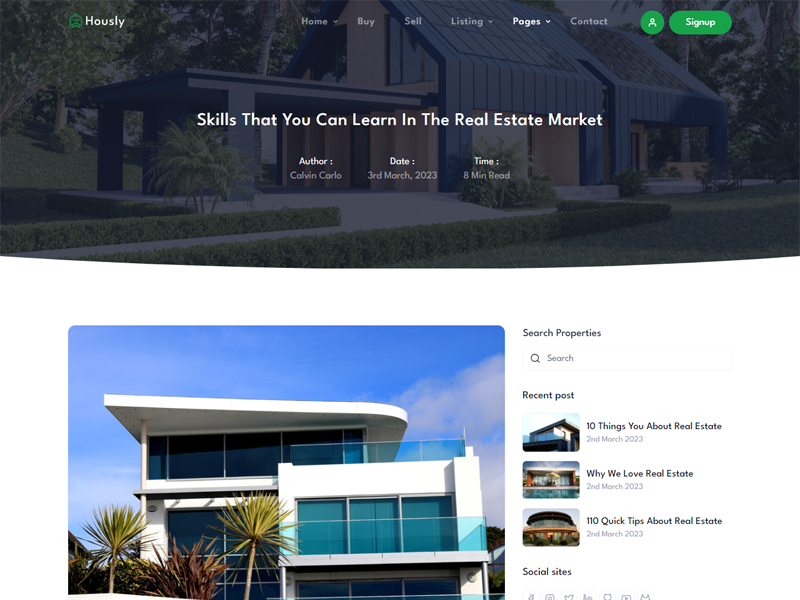 Hously
Home
Buy
Sell
Listing
Pages
Contact
Signup
Skills That You Can Learn In The Real Estate Market
Author :
Calvin Carlo
Date :
3rd March, 2023
Time :
8 Min Read
Search Properties
Search
Recent post
10 Things You About Real Estate
2nd March 2023
Why We Love Real Estate
2nd March 2023
110 Quick Tips About Real Estate
2nd March 2023
Social sites